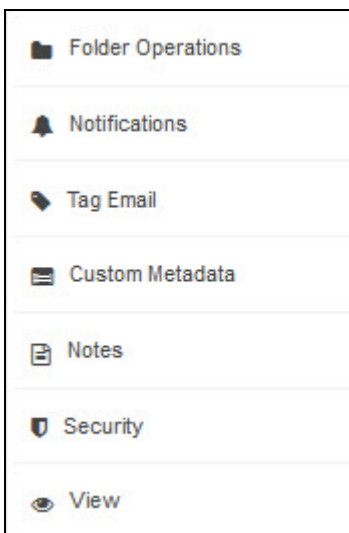 Folder Operations
Notifications
Tag Email
Custom Metadata
Notes
Security
View